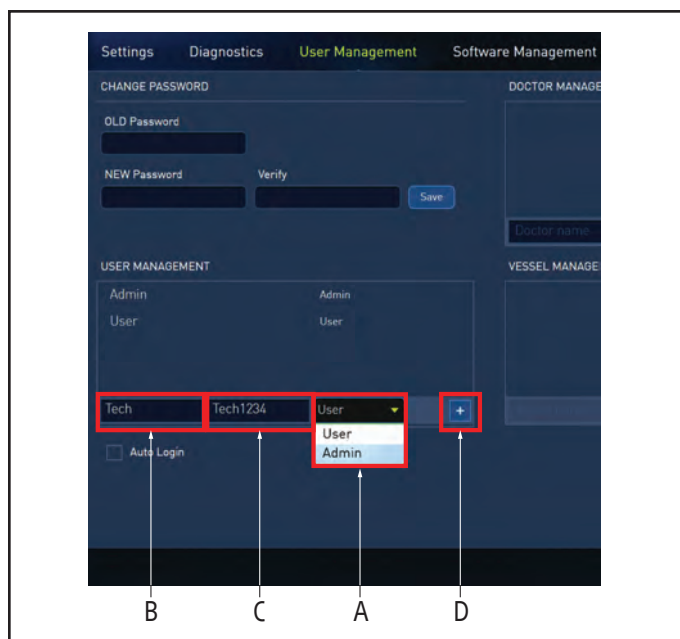 Settings Diagnostics User Management Software Management
CHANGE PASSWORD DOCTOR MANAGE
OLD Password
NEW Password Verify
Save
Doctor name
USER MANAGEMENT VESSEL MANAGE
Admin Admin
User User
Tech Tech1234 User +
User
Auto Login Admin
B C A D